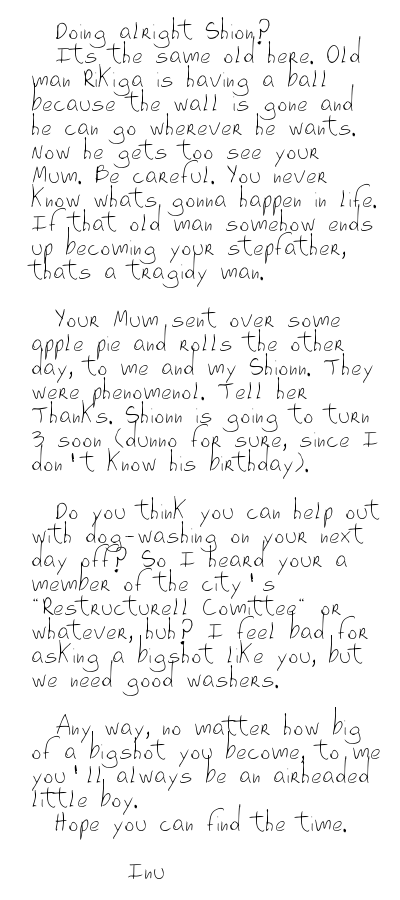 Doing alright Shion?
Its the same old here. Old
man Rikiga is having a ball
because the wall is gone and
he can go wherever he wants.
Now he gets too see your
Mum. Be careful. You never
know whats gonna happen in life.
If that old man somehow ends
up becoming your stepfather,
thats a tragidy man.

Your Mum sent over some
apple pie and rolls the other
day, to me and my Shionn. They
were phenomenol. Tell her
Thanks. Shionn is going to turn
3 soon (dunno for sure, since I
don't know his birthday).

Do you think you can help out
with dog-washing on your next
day off? So I heard your a
member of the city's
"Restructurell Comittee" or
whatever, huh? I feel bad for
asking a bigshot like you, but
we need good washers.

Any way, no matter how big
of a bigshot you become, to me
you'll always be an airheaded
little boy.
Hope you can find the time.

Inu